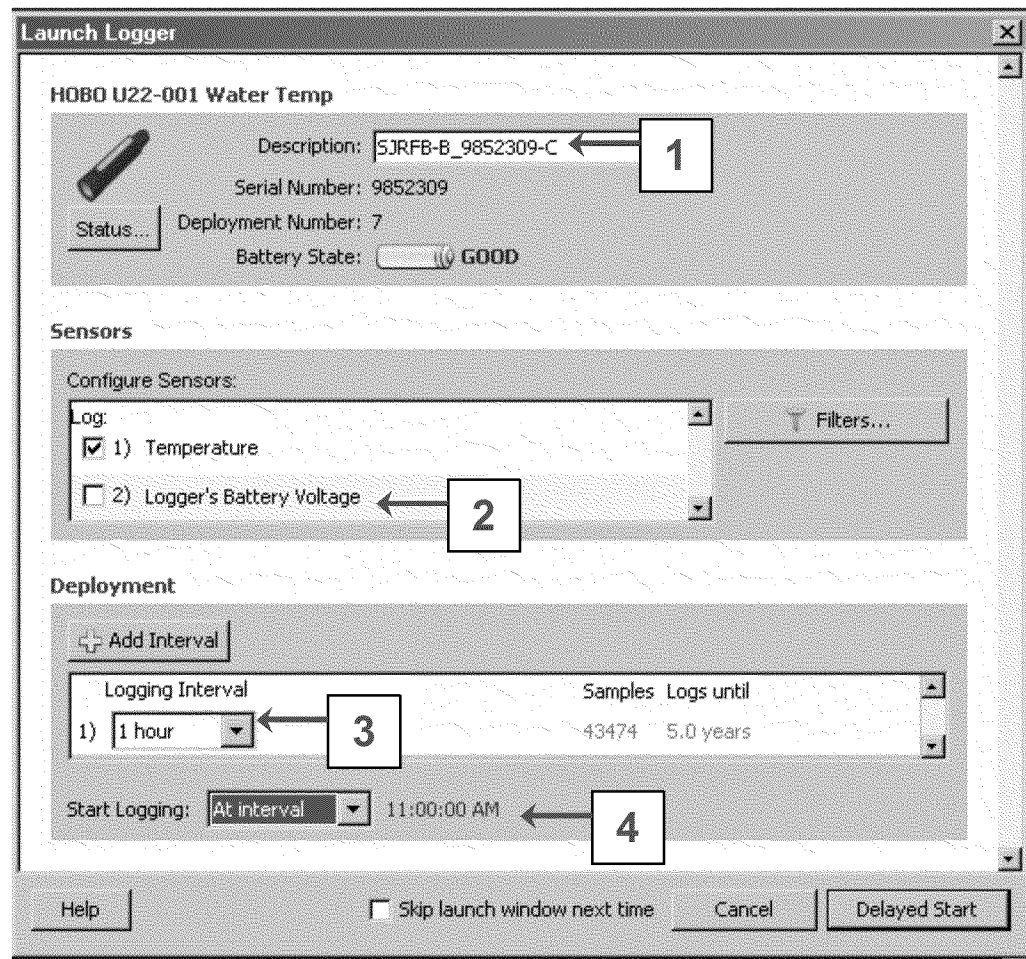 Launch Logger
HOBO U22-001 Water Temp
Description: SJRFB-B_9852309-C
1
Serial Number: 9852309
Status...
Deployment Number: 7
Battery State: GOOD
Sensors
Configure Sensors:
Log:
Filters...
1) Temperature
2) Logger's Battery Voltage
2
Deployment
Add Interval
Logging Interval Samples Logs until
1) 1 hour 43474 5.0 years
3
Start Logging: At interval 11:00:00 AM
4
Help Skip launch window next time Cancel Delayed Start